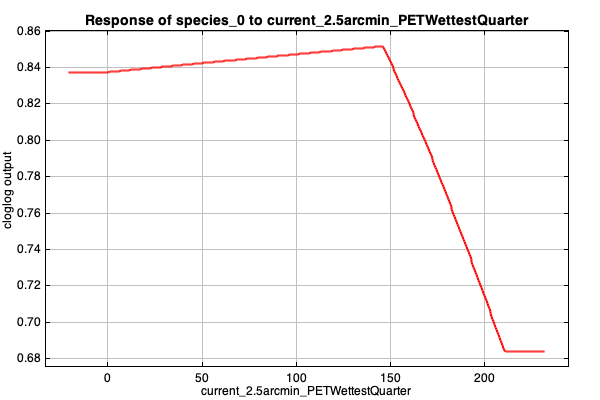 Response of species_0 to current_2.5arcmin_PETWettestQuarter
0.86
0.84
0.82
0.80
0.78
0.76
0.74
0.72
0.70
0.68
cloglog output
0 50 100 150 200
current_2.5arcmin_PETWettestQuarter